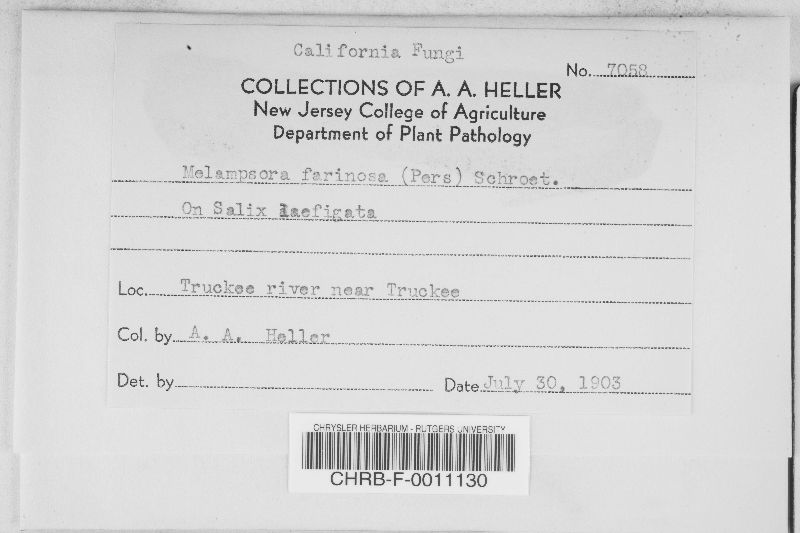 California Fungi
No. 7058
COLLECTIONS OF A. A. HELLER
New Jersey College of Agriculture
Department of Plant Pathology
Melampsora farinosa (Pers) Schroet.
On Salix laefigata
Loc. Truckee river near Truckee
Col. by A. A. Heller
Det. by
Date July 30, 1903
CHRYSLER HERBARIUM - RUTGERS UNIVERSITY
CHRB-F-0011130